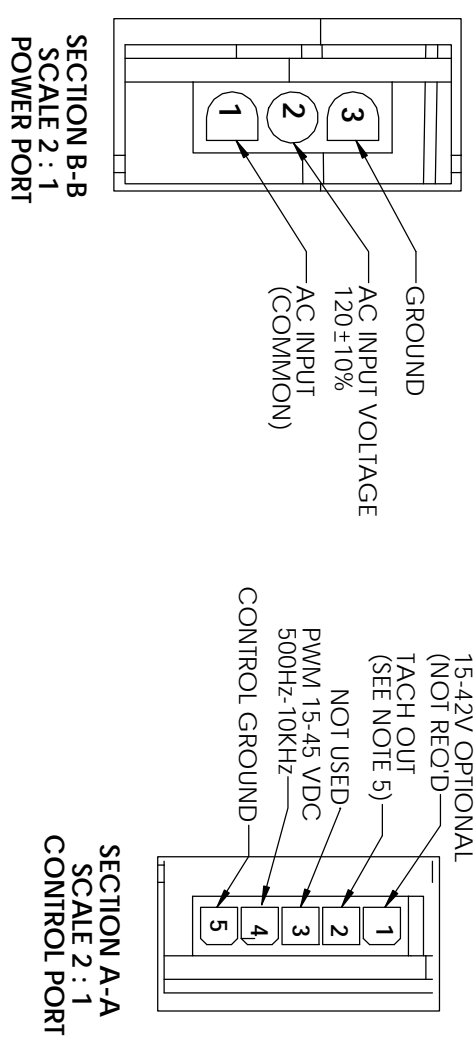 3
2
1
GROUND
AC INPUT VOLTAGE
120±10%
AC INPUT
(COMMON)
SECTION B-B
SCALE 2 : 1
POWER PORT
15-42V OPTIONAL
(NOT REQ'D
TACH OUT
(SEE NOTE 5)
NOT USED
PWM 15-45 VDC
500Hz-10KHz
CONTROL GROUND
1
2
3
4
5
SECTION A-A
SCALE 2 : 1
CONTROL PORT